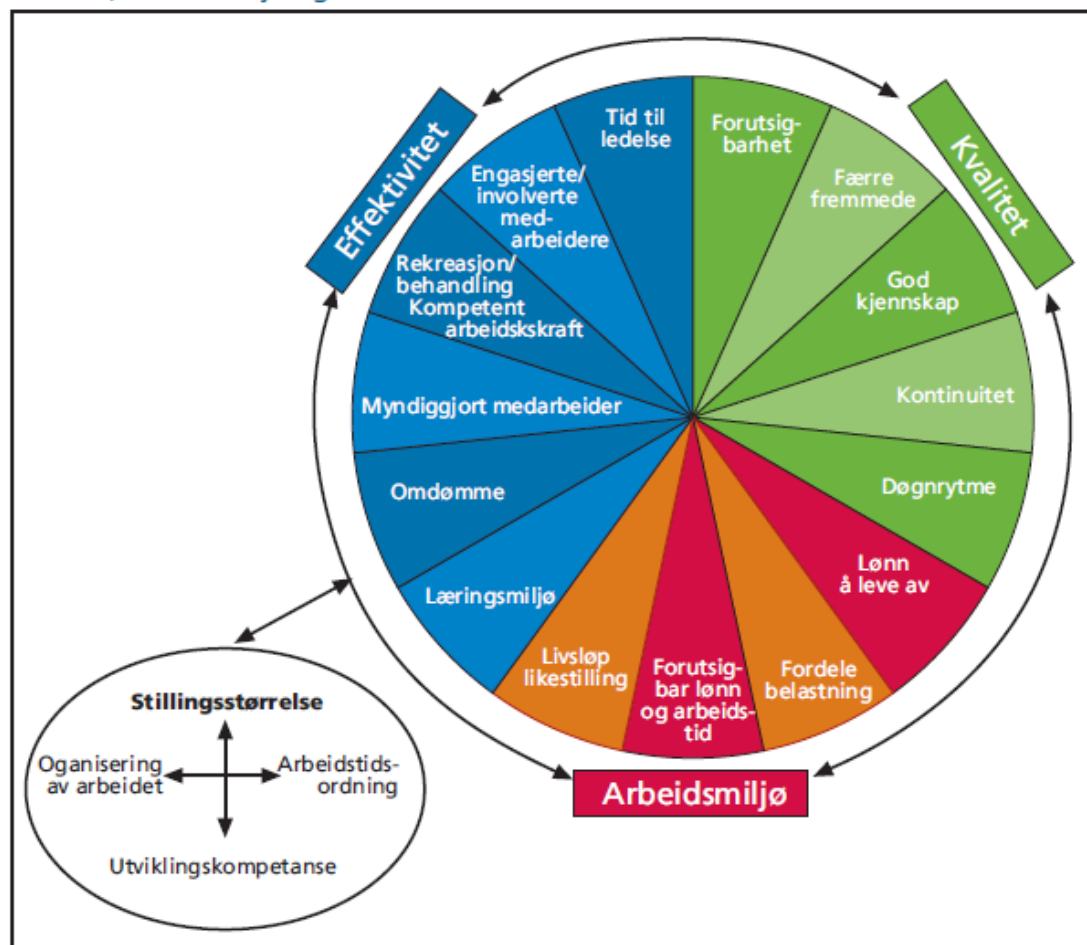 Effektivitet
Kvalitet
Tid til
ledelse
Forutsig-
barhet
Engasjerte/
involverte
med-
arbeidere
Færre
fremmede
Rekreasjon/
behandling
Kompetent
arbeidskskraft
God
kjennskap
Myndiggjort medarbeider
Kontinuitet
Omdømme
Døgnrytme
Læringsmiljø
Lønn
å leve av
Livsløp
likestilling
Forutsig-
bar lønn
og arbeids-
tid
Fordele
belastning
Arbeidsmiljø
Stillingsstørrelse
Oganisering
av arbeidet
Arbeidstids-
ordning
Utviklingskompetanse